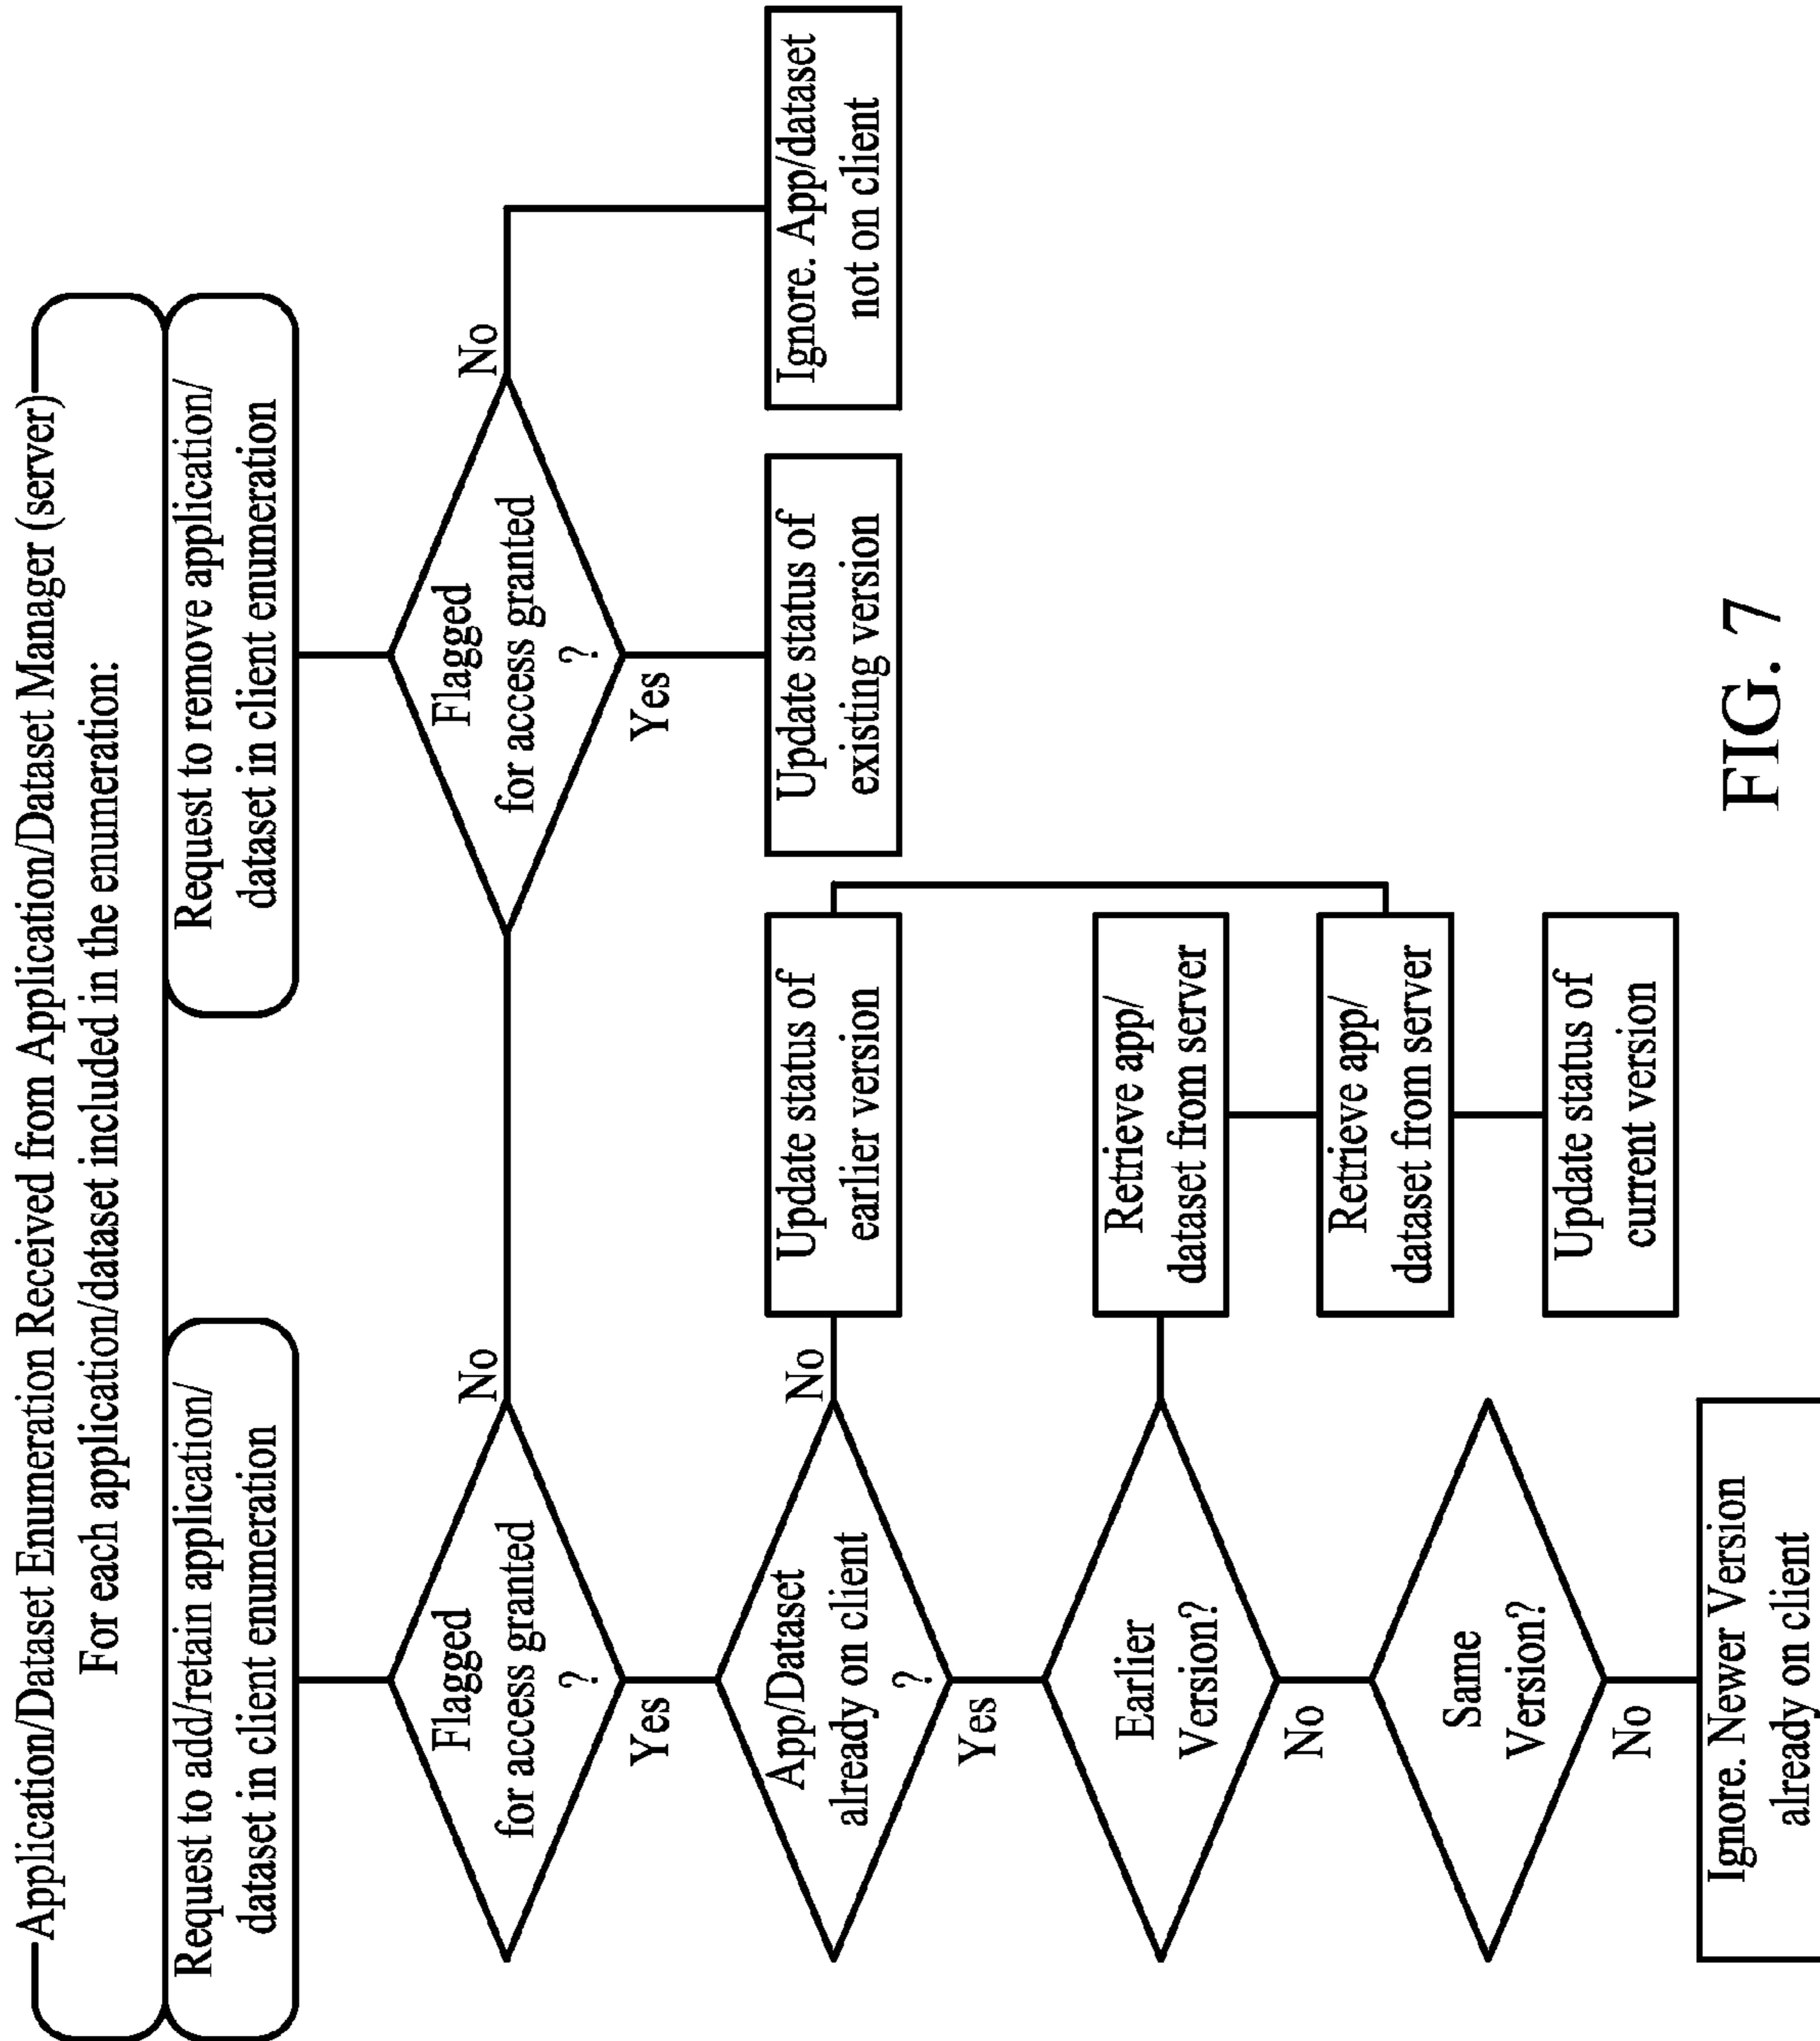 Application/Dataset Enumeration Received from Application/Dataset Manager (server)
For each application/dataset included in the enumeration:
Request to add/retain application/
dataset in client enumeration
Request to remove application/
dataset in client enumeration
Flagged
for access granted
?
No
Yes
Flagged
for access granted
?
No
Yes
App/Dataset
already on client
?
No
Yes
Update status of
earlier version
Update status of
existing version
Ignore. App/dataset
not on client
Earlier
Version?
No
Retrieve app/
dataset from server
Retrieve app/
dataset from server
Same
Version?
No
Update status of
current version
Ignore. Newer Version
already on client
FIG. 7